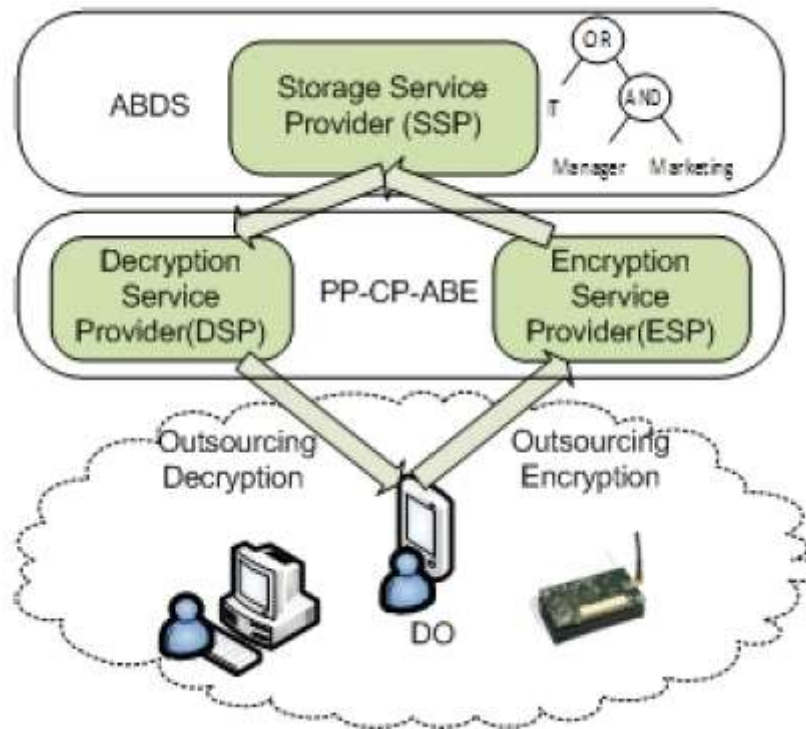 OR
ABDS
Storage Service
Provider (SSP)
IT
AND
Manager
Marketing
Decryption
Service
Provider(DSP)
PP-CP-ABE
Encryption
Service
Provider(ESP)
Outsourcing
Decryption
Outsourcing
Encryption
DO